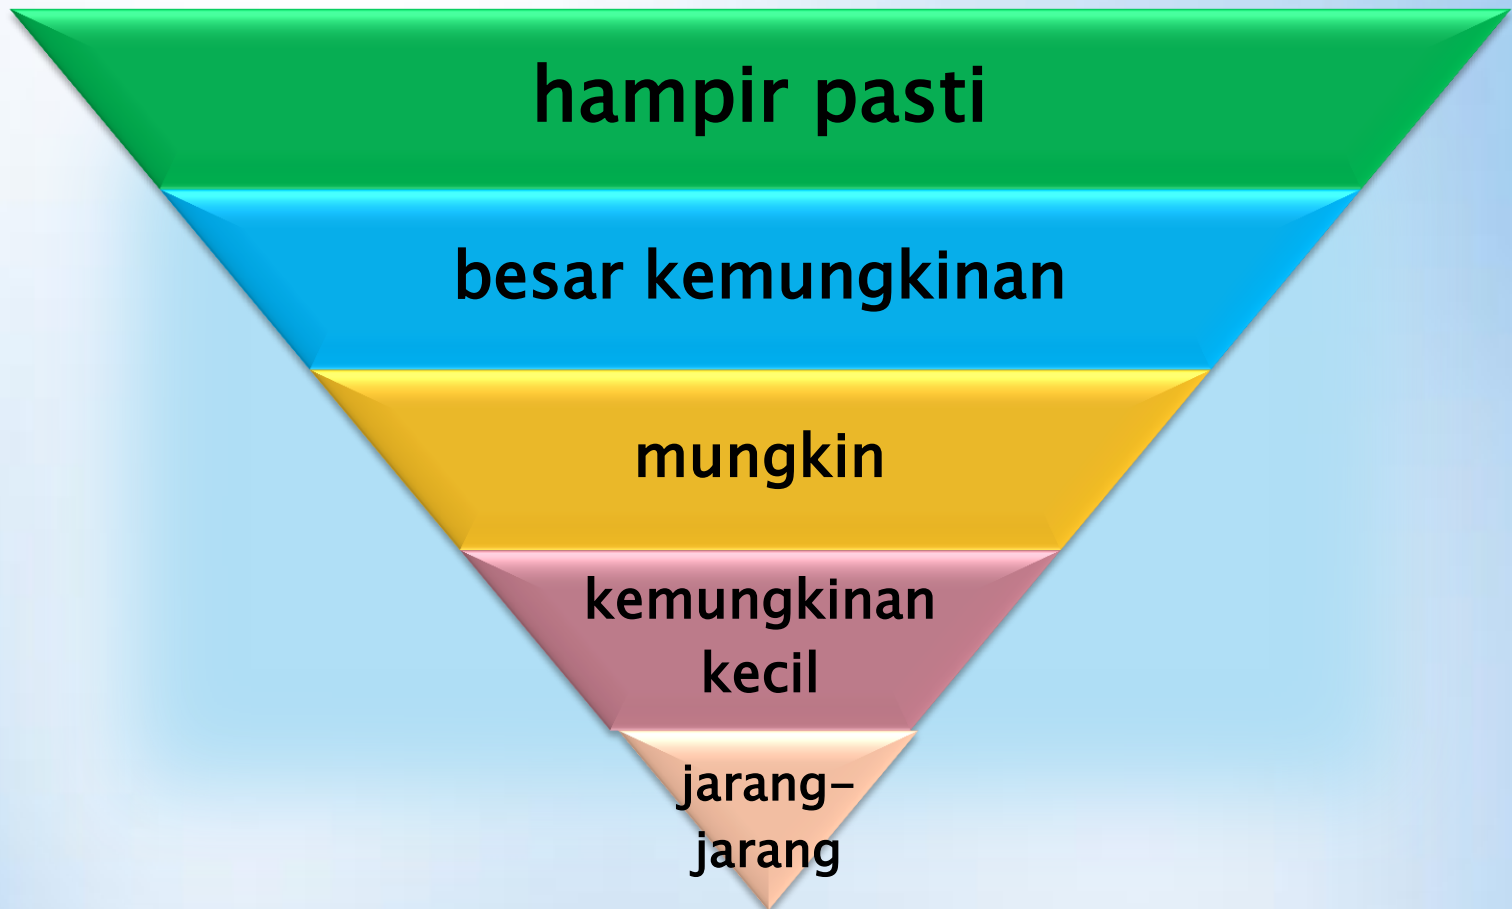 hampir pasti
besar kemungkinan
mungkin
kemungkinan
kecil
jarang-
jarang